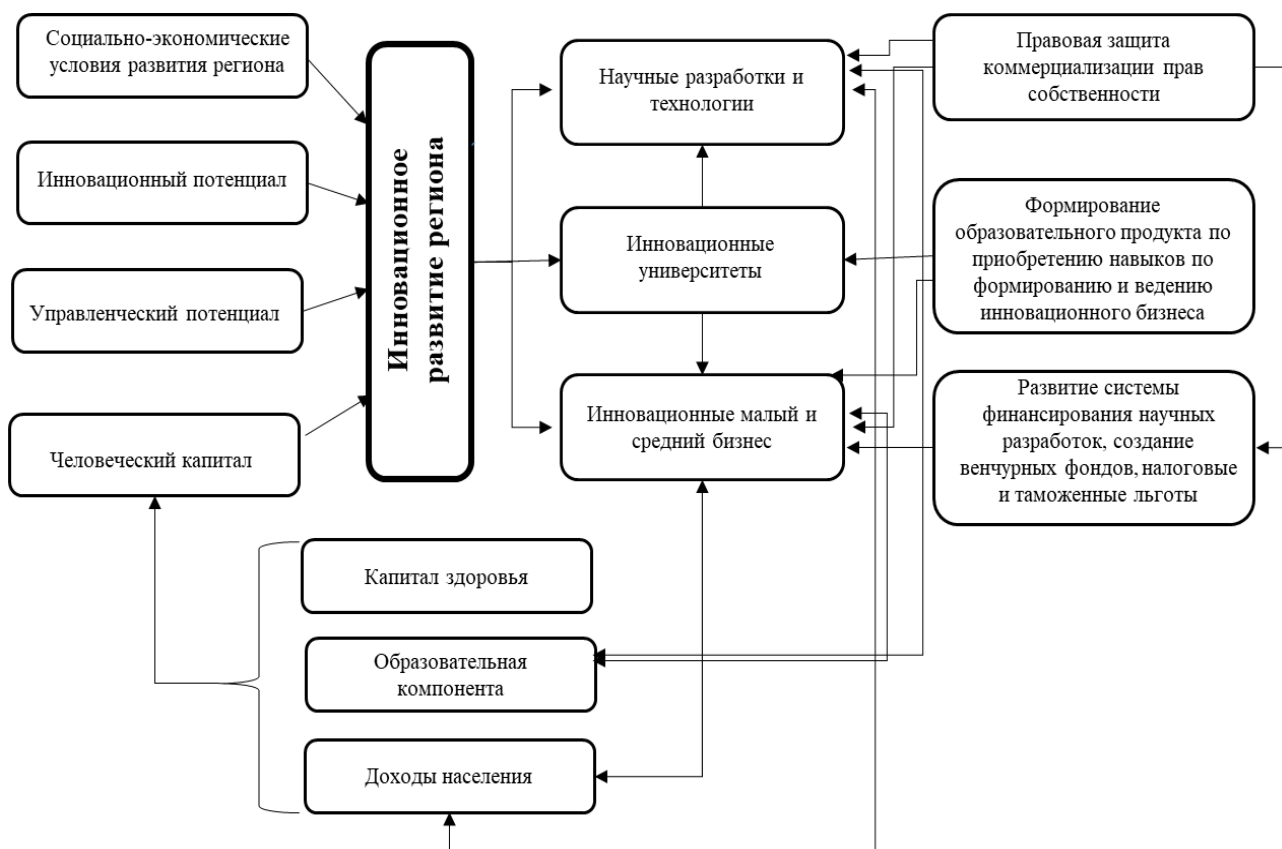 Социально-экономические
условия развития региона
Инновационный потенциал
Управленческий потенциал
Человеческий капитал
Инновационное
развитие региона
Научные разработки и
технологии
Инновационные
университеты
Инновационные малый и
средний бизнес
Правовая защита
коммерциализации прав
собственности
Формирование
образовательного продукта по
приобретению навыков по
формированию и ведению
инновационного бизнеса
Развитие системы
финансирования научных
разработок, создание
венчурных фондов, налоговые
и таможенные льготы
Капитал здоровья
Образовательная
компонента
Доходы населения